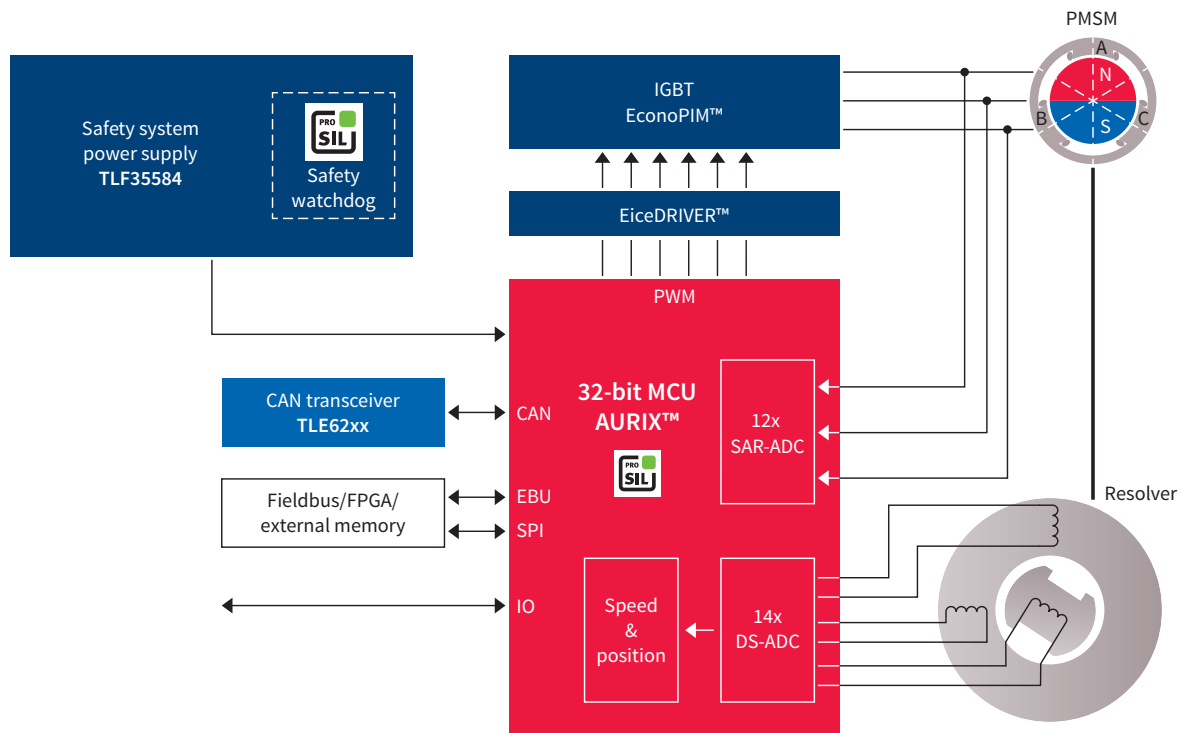 PMSM
A
N
B
C
S
Safety system
power supply
TLF35584
PRO
SIL
Safety
watchdog
IGBT
EconoPIM™
EiceDRIVER™
PWM
32-bit MCU
AURIX™
PRO
SIL
12x
SAR-ADC
CAN transceiver
TLE62xx
CAN
Fieldbus/FPGA/
external memory
EBU
SPI
IO
Speed
&
position
14x
DS-ADC
Resolver